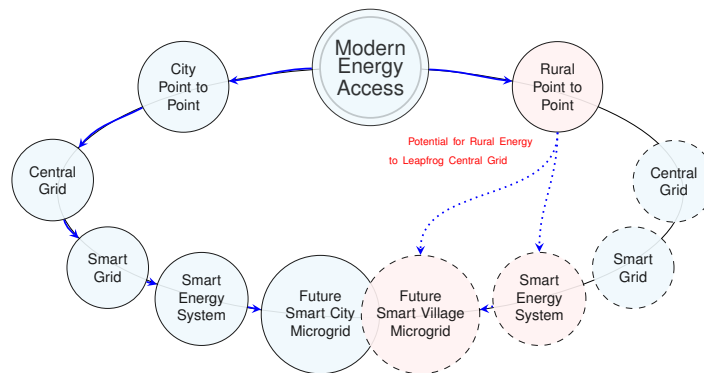 Modern
Energy
Access
City
Point to
Point
Rural
Point to
Point
Potential for Rural Energy
to Leapfrog Central Grid
Central
Grid
Central
Grid
Smart
Grid
Smart
Grid
Smart
Energy
System
Future
Smart City
Microgrid
Future
Smart Village
Microgrid
Smart
Energy
System